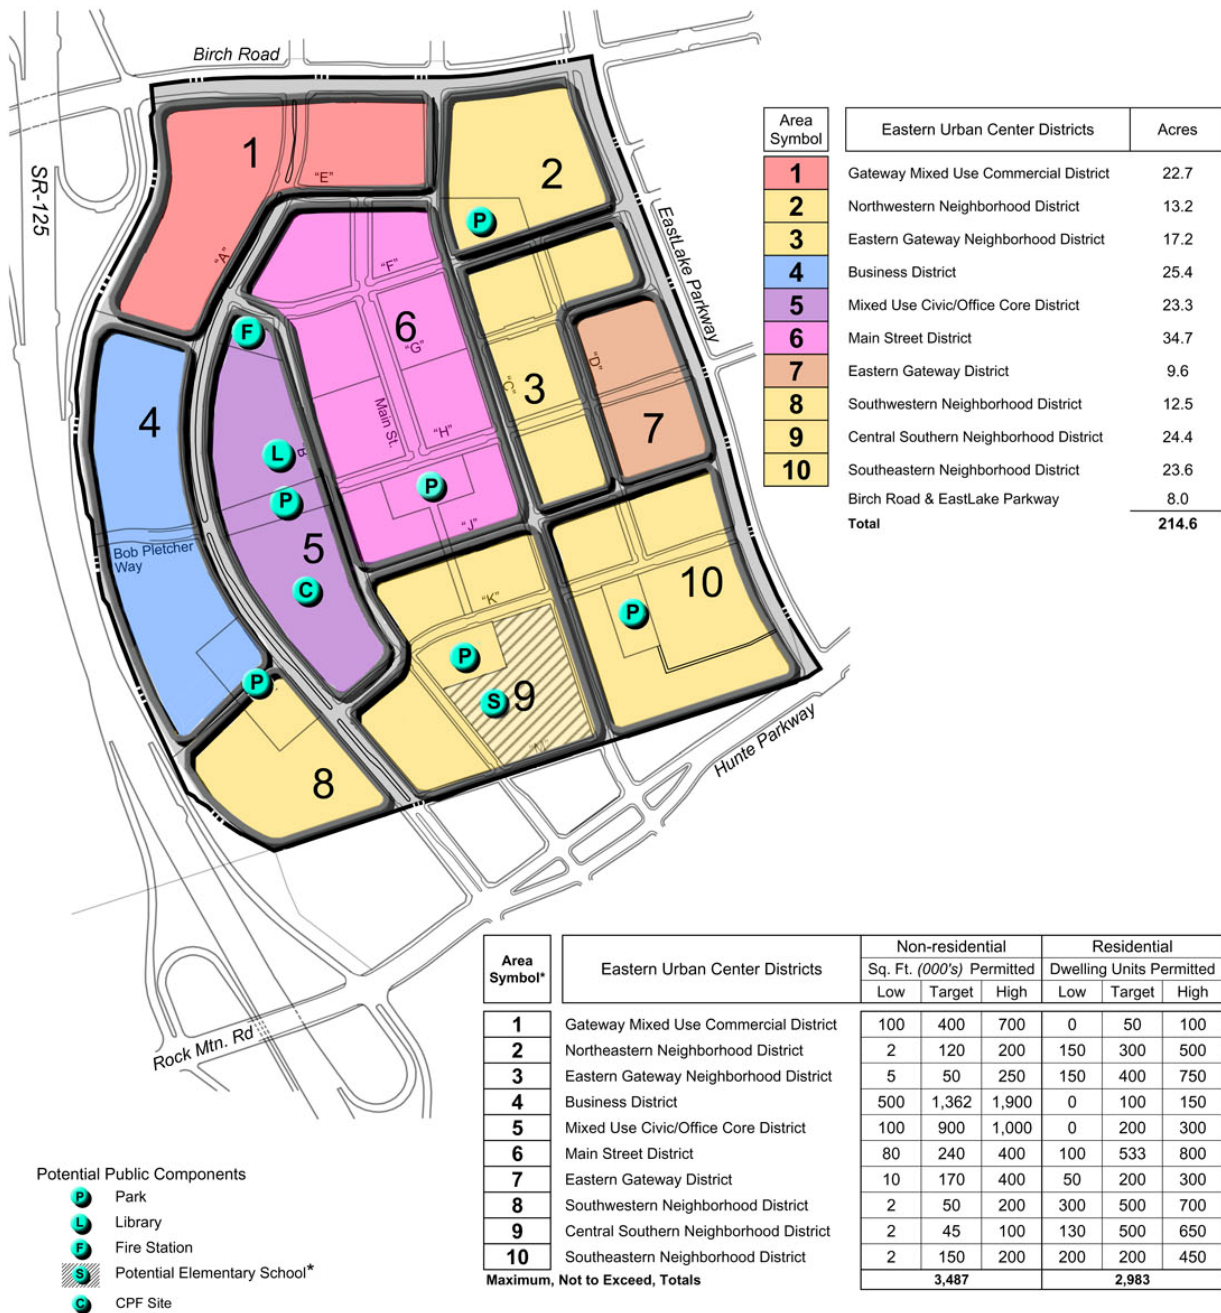 Birch Road
SR-125
EastLake Parkway
Hunte Parkway
Rock Mtn. Rd
Bob Pletcher
Way
Main St.
"A"
"B"
"C"
"D"
"E"
"F"
"G"
"H"
"J"
"K"
"M"
1
2
3
4
5
6
7
8
9
10
P
F
L
P
P
C
P
P
S
P
Area Symbol Eastern Urban Center Districts Acres
1 Gateway Mixed Use Commercial District 22.7
2 Northwestern Neighborhood District 13.2
3 Eastern Gateway Neighborhood District 17.2
4 Business District 25.4
5 Mixed Use Civic/Office Core District 23.3
6 Main Street District 34.7
7 Eastern Gateway District 9.6
8 Southwestern Neighborhood District 12.5
9 Central Southern Neighborhood District 24.4
10 Southeastern Neighborhood District 23.6
Birch Road & EastLake Parkway 8.0
Total 214.6
Non-residential Residential
Area Symbol* Eastern Urban Center Districts Sq. Ft. (000's) Permitted Dwelling Units Permitted
Low Target High Low Target High
1 Gateway Mixed Use Commercial District 100 400 700 0 50 100
2 Northeastern Neighborhood District 2 120 200 150 300 500
3 Eastern Gateway Neighborhood District 5 50 250 150 400 750
4 Business District 500 1,362 1,900 0 100 150
5 Mixed Use Civic/Office Core District 100 900 1,000 0 200 300
6 Main Street District 80 240 400 100 533 800
7 Eastern Gateway District 10 170 400 50 200 300
8 Southwestern Neighborhood District 2 50 200 300 500 700
9 Central Southern Neighborhood District 2 45 100 130 500 650
10 Southeastern Neighborhood District 2 150 200 200 200 450
Maximum, Not to Exceed, Totals 3,487 2,983
Potential Public Components
P Park
L Library
F Fire Station
S Potential Elementary School*
C CPF Site